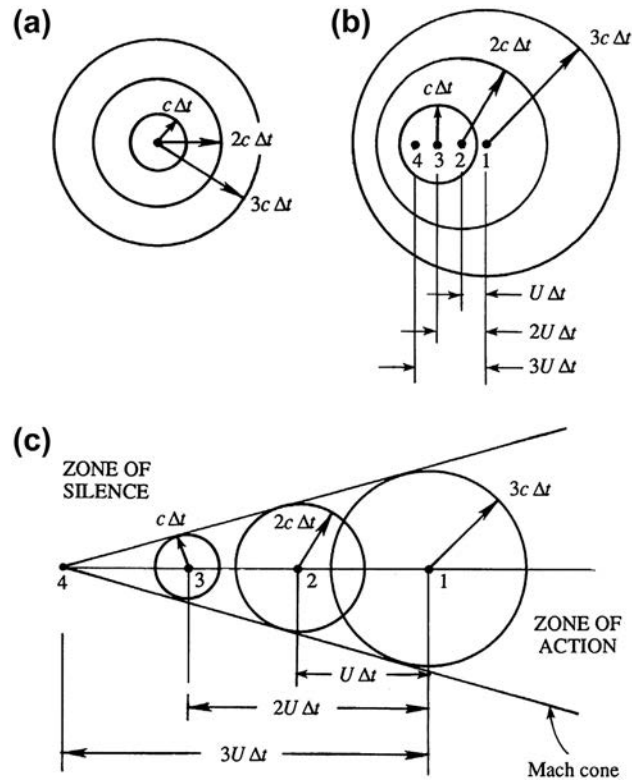 (a)
c Δt
2c Δt
3c Δt
(b)
3c Δt
2c Δt
c Δt
4 3 2 1
U Δt
2U Δt
3U Δt
(c)
ZONE OF
SILENCE
c Δt
2c Δt
3c Δt
4 3 2 1
ZONE OF
ACTION
U Δt
2U Δt
3U Δt
Mach cone